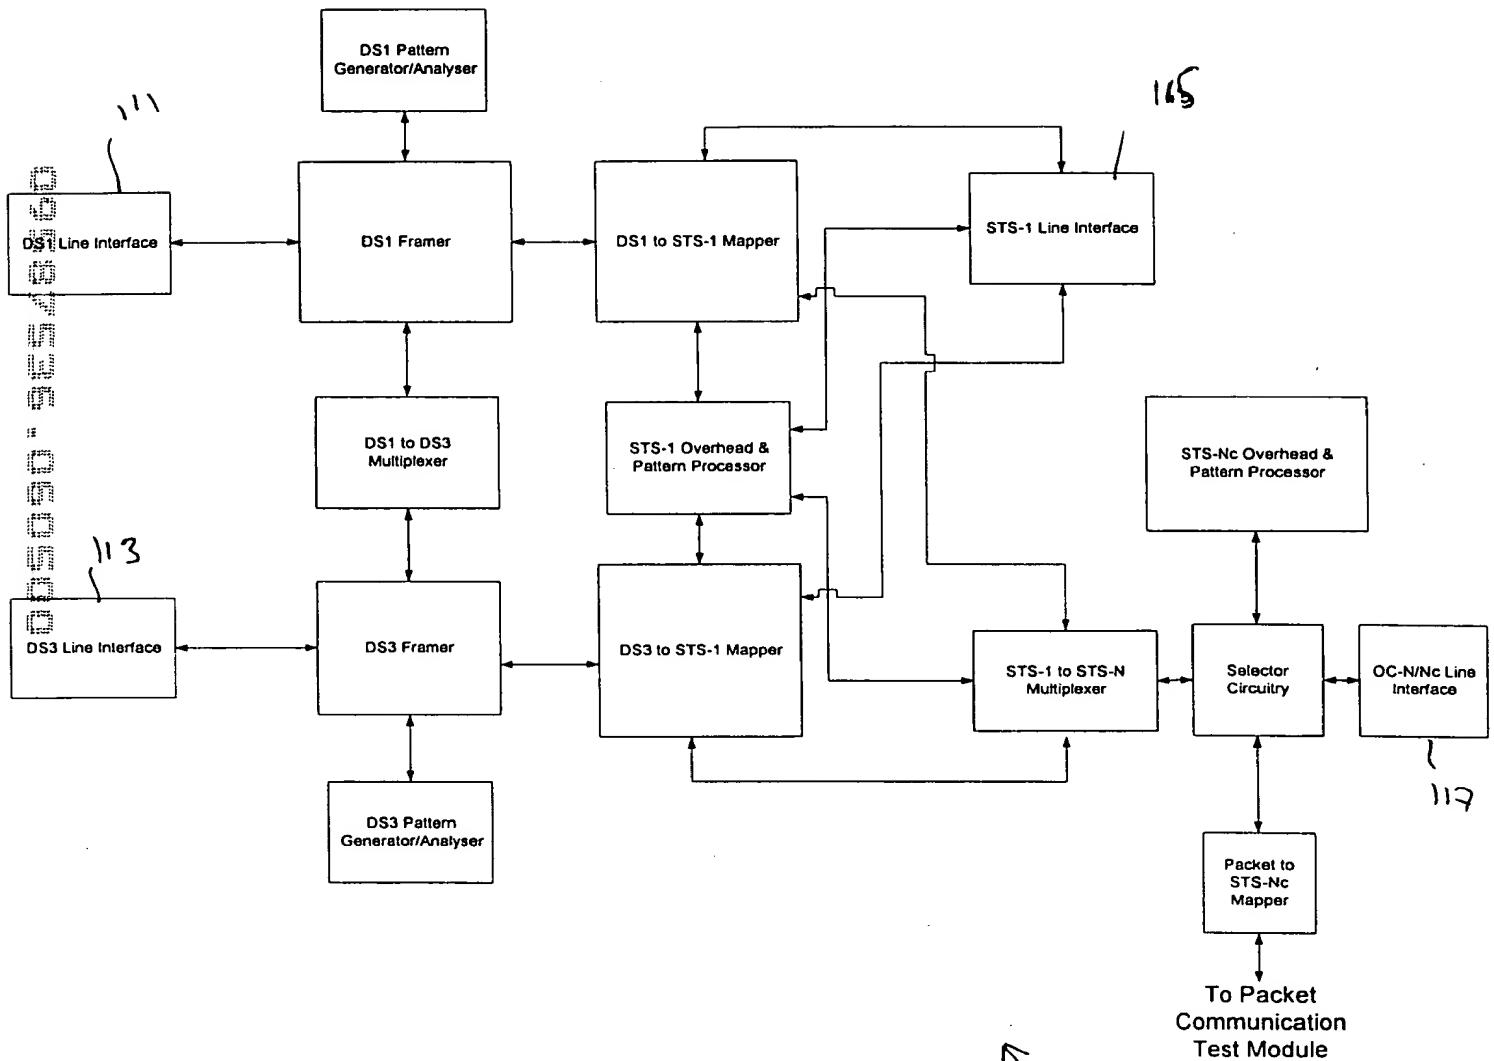 DS1 Pattern
Generator/Analyser
111
165
DS1 Line Interface
DS1 Framer
DS1 to STS-1 Mapper
STS-1 Line Interface
DS1 to DS3
Multiplexer
STS-1 Overhead &
Pattern Processor
STS-Nc Overhead &
Pattern Processor
113
DS3 Line Interface
DS3 Framer
DS3 to STS-1 Mapper
STS-1 to STS-N
Multiplexer
Selector
Circuitry
OC-N/Nc Line
Interface
117
DS3 Pattern
Generator/Analyser
Packet to
STS-Nc
Mapper
To Packet
Communication
Test Module